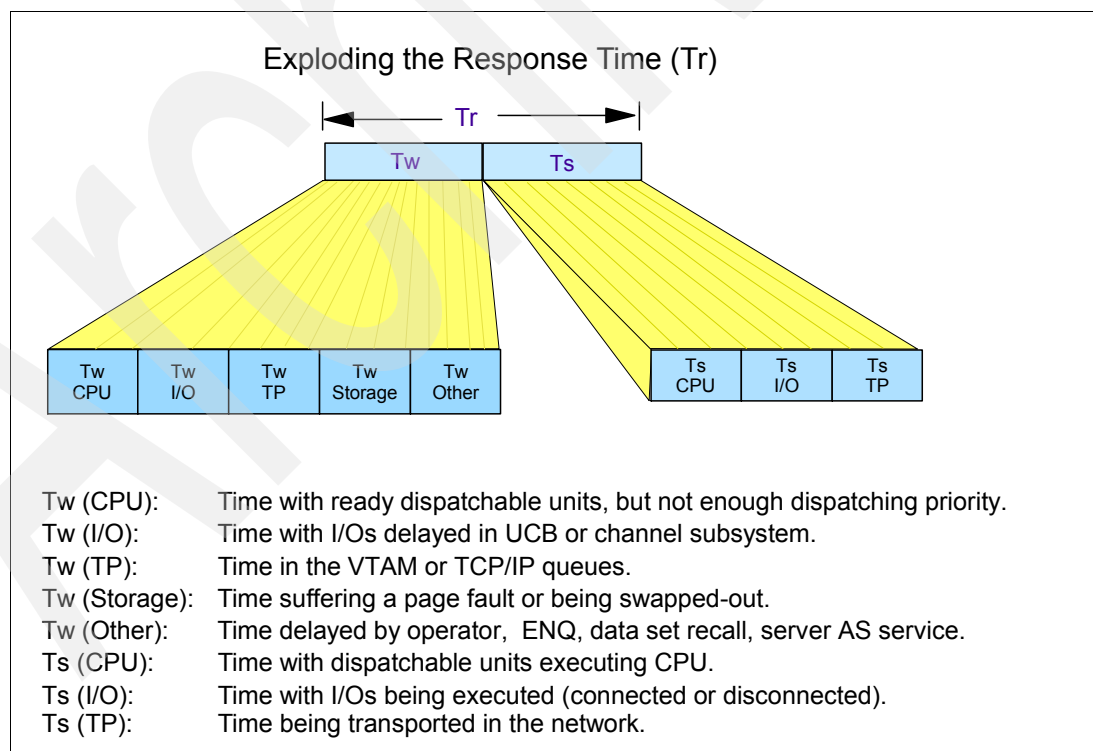 Exploding the Response Time (Tr)
Tr
Tw Ts
Tw CPU
Tw I/O
Tw TP
Tw Storage
Tw Other
Ts CPU
Ts I/O
Ts TP
Tw (CPU): Time with ready dispatchable units, but not enough dispatching priority.
Tw (I/O): Time with I/Os delayed in UCB or channel subsystem.
Tw (TP): Time in the VTAM or TCP/IP queues.
Tw (Storage): Time suffering a page fault or being swapped-out.
Tw (Other): Time delayed by operator, ENQ, data set recall, server AS service.
Ts (CPU): Time with dispatchable units executing CPU.
Ts (I/O): Time with I/Os being executed (connected or disconnected).
Ts (TP): Time being transported in the network.